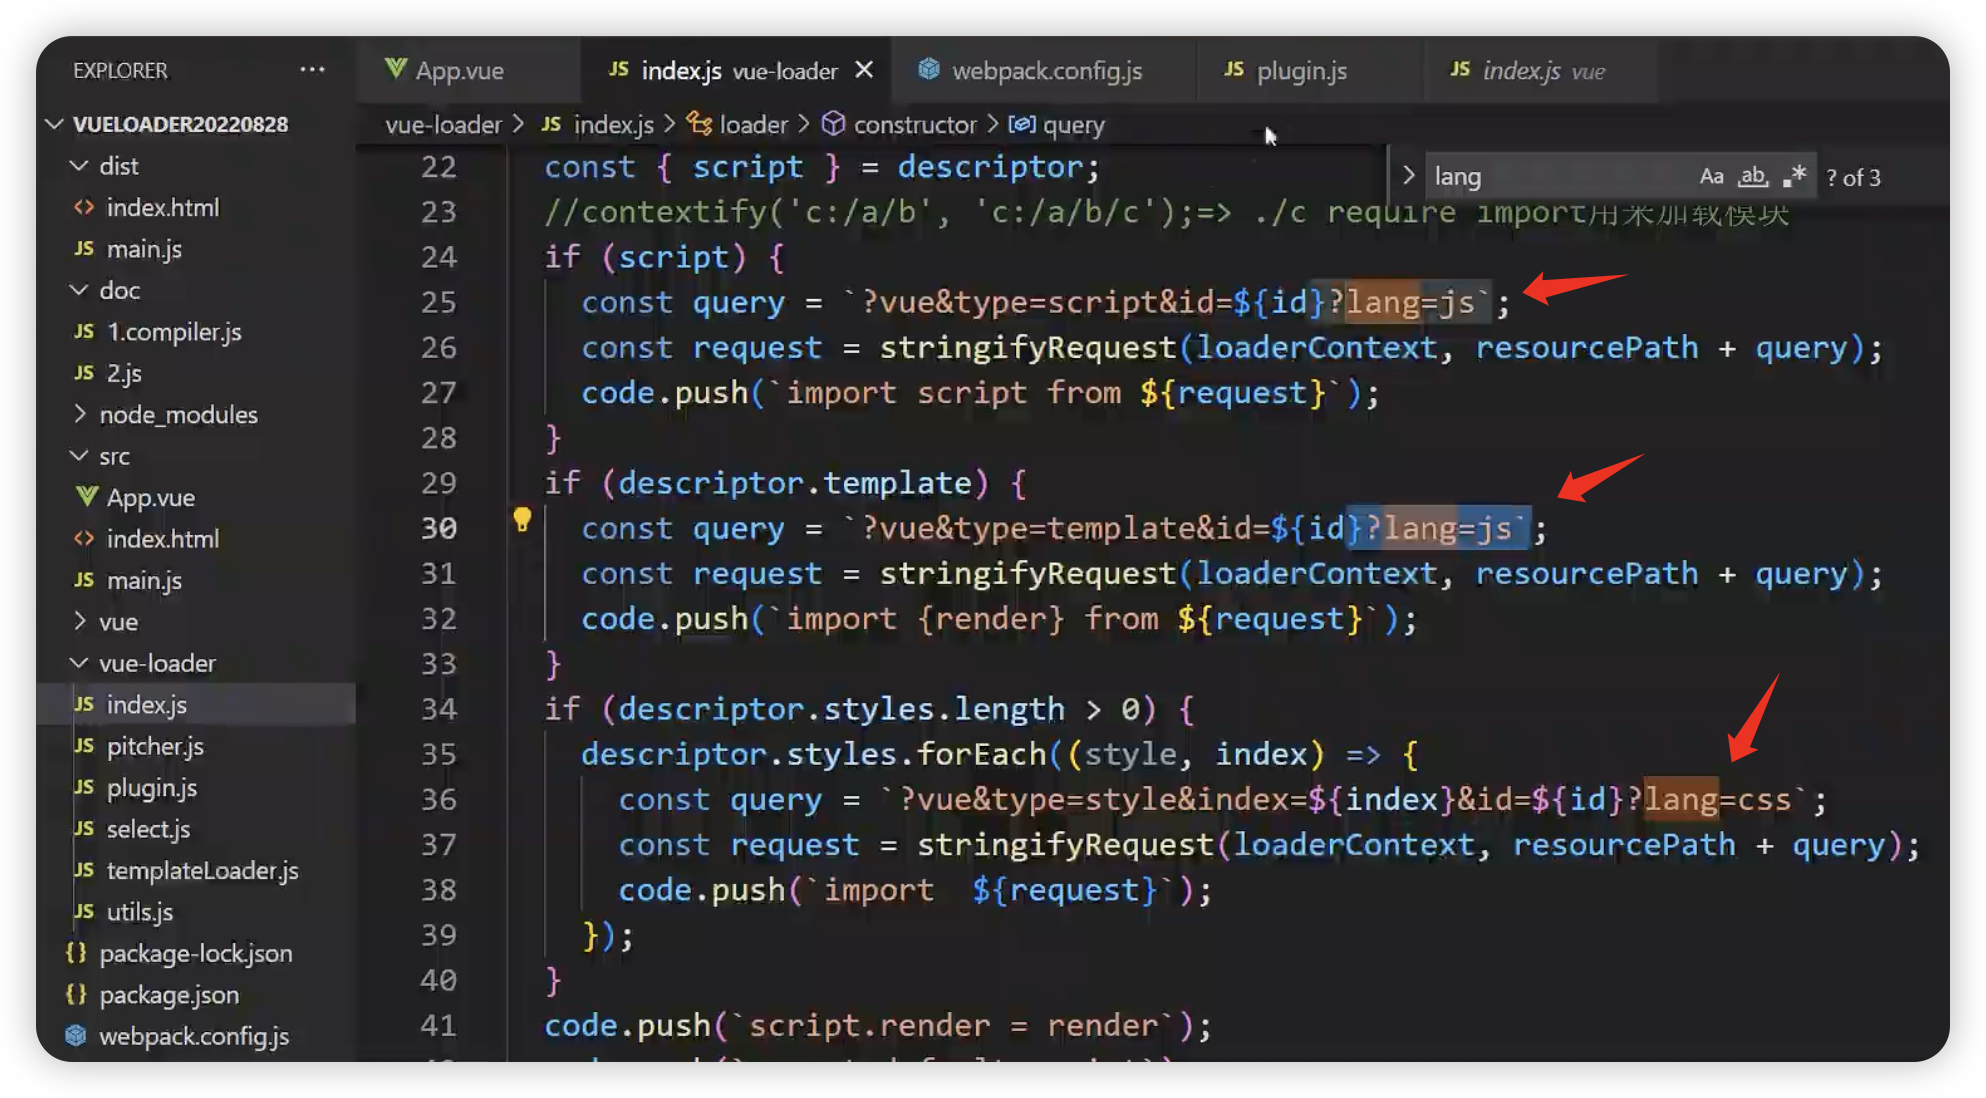 EXPLORER ...
VUELOADER20220828
dist
index.html
main.js
doc
1.compiler.js
2.js
node_modules
src
App.vue
index.html
main.js
vue
vue-loader
index.js
pitcher.js
plugin.js
select.js
templateLoader.js
utils.js
package-lock.json
package.json
webpack.config.js
App.vue
JS index.js vue-loader
webpack.config.js
JS plugin.js
JS index.js vue
vue-loader > JS index.js > loader > constructor > query
lang Aa ab .* ? of 3
22 const { script } = descriptor;
23 //contextify('c:/a/b', 'c:/a/b/c');=> ./c require import用来加载模块
24 if (script) {
25 const query = `?vue&type=script&id=${id}?lang=js`;
26 const request = stringifyRequest(loaderContext, resourcePath + query);
27 code.push(`import script from ${request}`);
28 }
29 if (descriptor.template) {
30 const query = `?vue&type=template&id=${id}?lang=js`;
31 const request = stringifyRequest(loaderContext, resourcePath + query);
32 code.push(`import {render} from ${request}`);
33 }
34 if (descriptor.styles.length > 0) {
35 descriptor.styles.forEach((style, index) => {
36 const query = `?vue&type=style&index=${index}&id=${id}?lang=css`;
37 const request = stringifyRequest(loaderContext, resourcePath + query);
38 code.push(`import  ${request}`);
39 });
40 }
41 code.push(`script.render = render`);